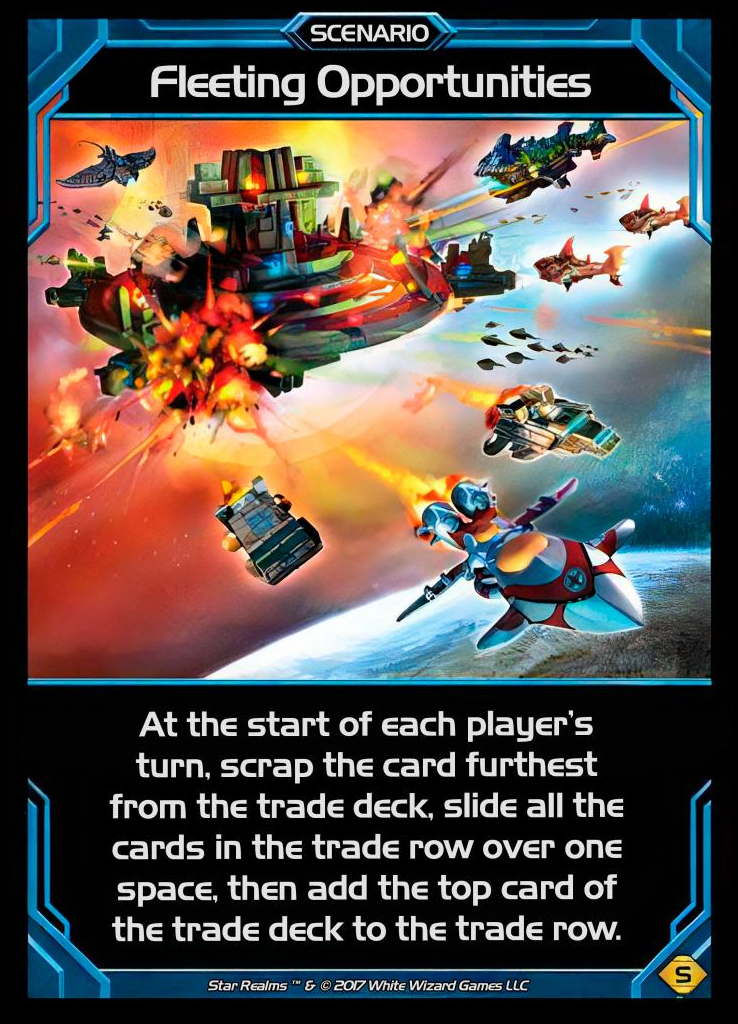 SCENARIO
Fleeting Opportunities
At the start of each player's
turn, scrap the card furthest
from the trade deck, slide all the
cards in the trade row over one
space, then add the top card of
the trade deck to the trade row.
S
Star Realms ™ & © 2017 White Wizard Games LLC